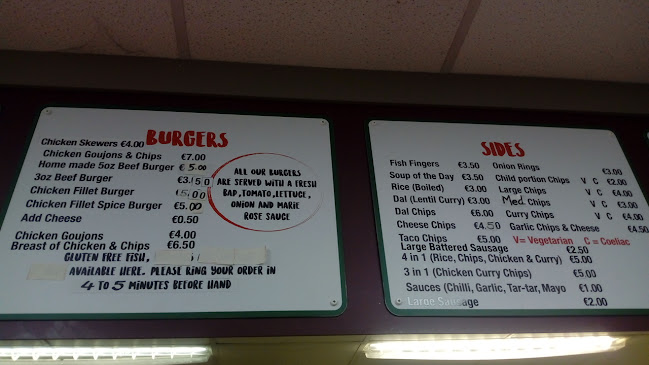 BURGERS
Chicken Skewers €4.00
Chicken Goujons & Chips €7.00
Home made 5oz Beef Burger €5.00
3oz Beef Burger €3.50
Chicken Fillet Burger €5.00
Chicken Fillet Spice Burger €5.00
Add Cheese €0.50
Chicken Goujons €4.00
Breast of Chicken & Chips €6.50
GLUTEN FREE FISH,
AVAILABLE HERE. PLEASE RING YOUR ORDER IN
4 TO 5 MINUTES BEFORE HAND
ALL OUR BURGERS
ARE SERVED WITH A FRESH
BAP, TOMATO, LETTUCE,
ONION AND MARIE
ROSE SAUCE
SIDES
Fish Fingers €3.50
Soup of the Day €3.50
Rice (Boiled) €3.00
Dal (Lentil Curry) €3.00
Dal Chips €6.00
Cheese Chips €4.50
Taco Chips €5.00
Onion Rings €3.00
Child portion Chips V C €2.00
Large Chips V C €4.00
Med Chips V C €3.00
Curry Chips V C €4.00
Garlic Chips & Cheese €4.50
V= Vegetarian C = Coeliac
Large Battered Sausage €2.50
4 in 1 (Rice, Chips, Chicken & Curry) €5.00
3 in 1 (Chicken Curry Chips) €5.00
Sauces (Chilli, Garlic, Tar-tar, Mayo €1.00
Large Sausage €2.00